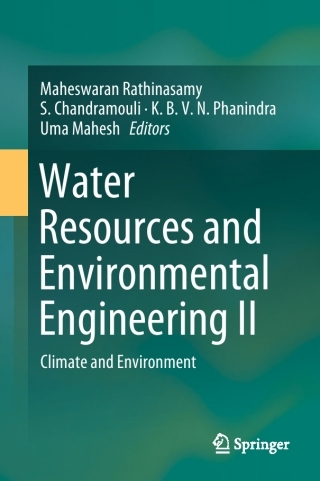 Maheswaran Rathinasamy
S. Chandramouli · K. B. V. N. Phanindra
Uma Mahesh Editors
Water
Resources and
Environmental
Engineering II
Climate and Environment
Springer